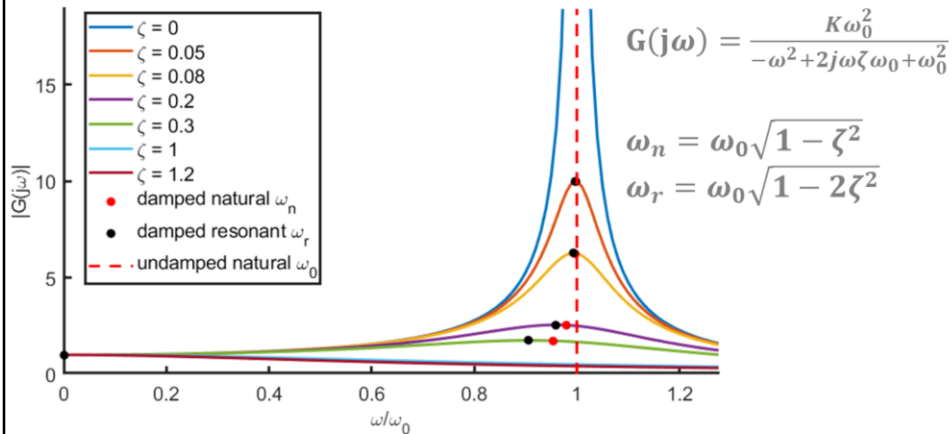 ζ = 0
ζ = 0.05
ζ = 0.08
ζ = 0.2
ζ = 0.3
ζ = 1
ζ = 1.2
damped natural ω_n
damped resonant ω_r
undamped natural ω_0
|G(jω)|
15
10
5
0
0 0.2 0.4 0.6 0.8 1 1.2
ω/ω_0
G(jω) = Kω_0^2 / (-ω^2+2jωζω_0+ω_0^2)
ω_n = ω_0√(1 − ζ^2)
ω_r = ω_0√(1 − 2ζ^2)